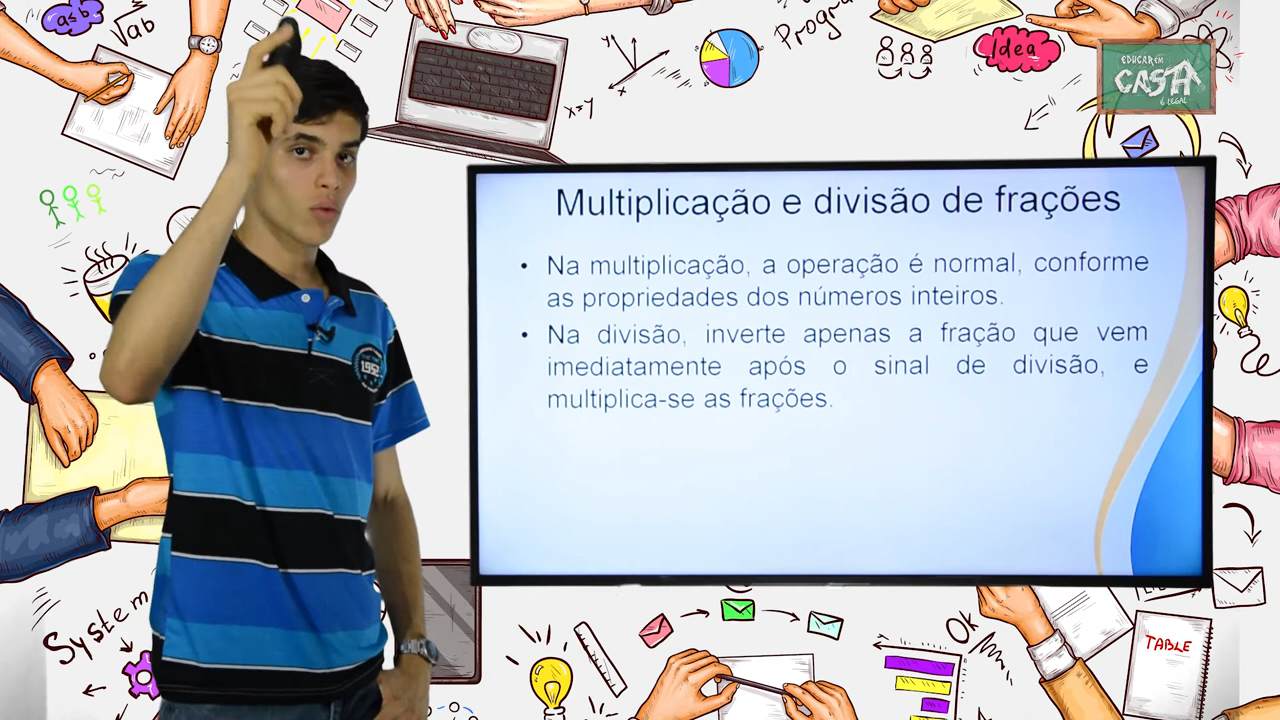 a≤b
√ab
Y
X
X=Y
Progra
Idea
EDUCAR EM
CASA
É LEGAL
Multiplicação e divisão de frações
• Na multiplicação, a operação é normal, conforme
as propriedades dos números inteiros.
• Na divisão, inverte apenas a fração que vem
imediatamente após o sinal de divisão, e
multiplica-se as frações.
1952
System
Ok
TABLE